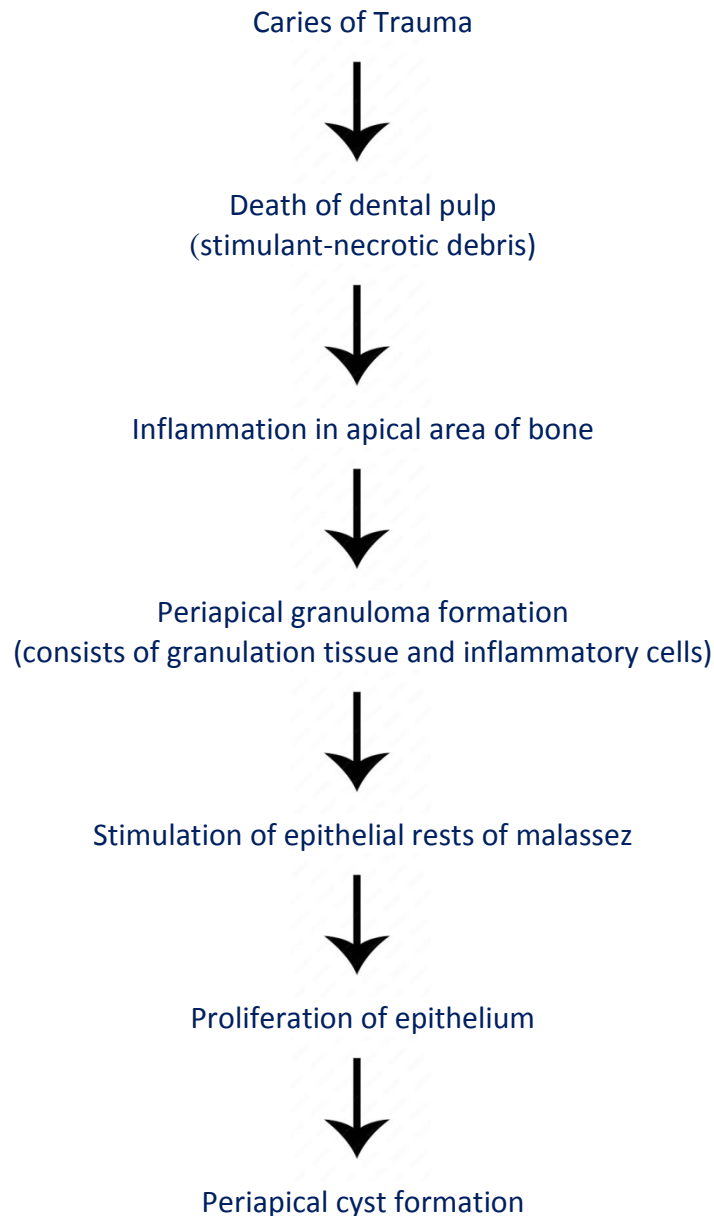 Caries of Trauma
Death of dental pulp
(stimulant-necrotic debris)
Inflammation in apical area of bone
Periapical granuloma formation
(consists of granulation tissue and inflammatory cells)
Stimulation of epithelial rests of malassez
Proliferation of epithelium
Periapical cyst formation